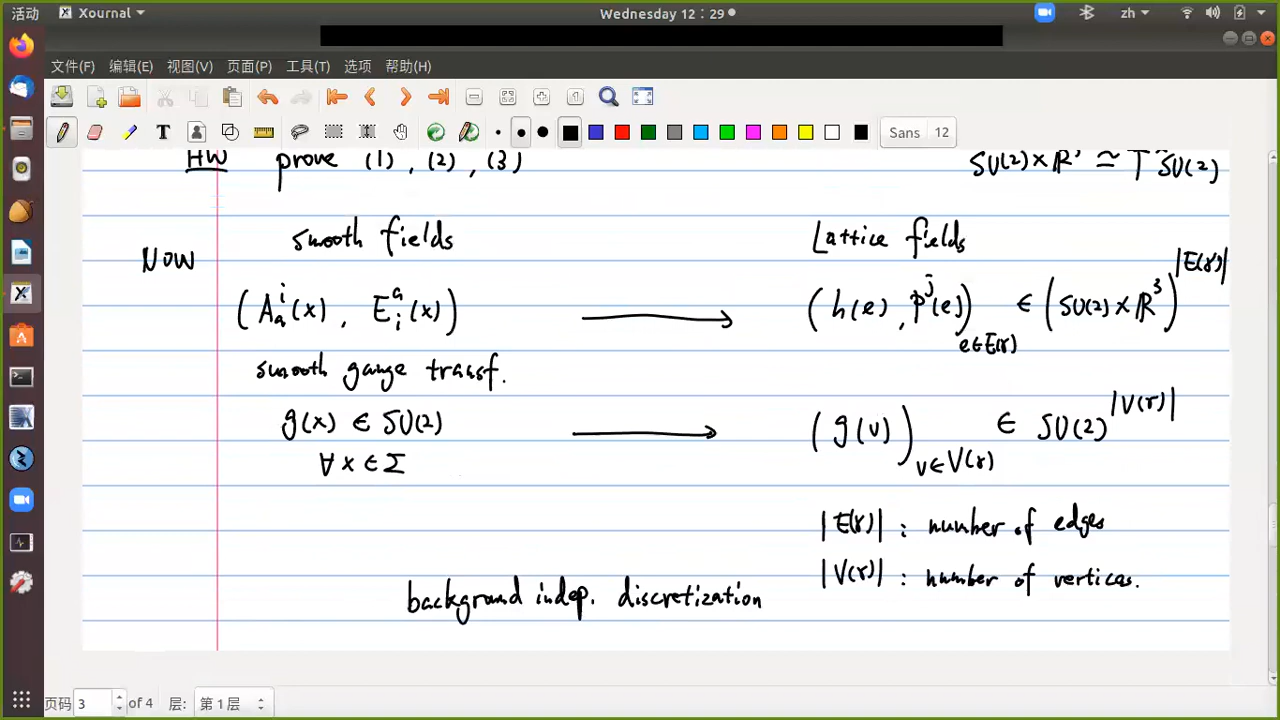 活动 Xournal Wednesday 12:29 zh
文件(F) 编辑(E) 视图(V) 页面(P) 工具(T) 选项 帮助(H)
Sans 12
HW prove (1), (2), (3)
SU(2)×ℝ³ ≃ T*SU(2)
Now smooth fields Lattice fields
(A_a^i(x), E_i^a(x)) ⟶ (h(e), p^j(e))_{e∈E(γ)} ∈ (SU(2)×ℝ³)^{|E(γ)|}
smooth gauge transf.
g(x) ∈ SU(2) ⟶ (g(v))_{v∈V(γ)} ∈ SU(2)^{|V(γ)|}
∀ x ∈ Σ
|E(γ)| : number of edges
|V(γ)| : number of vertices.
background indep. discretization
页码 3 of 4 层: 第 1 层